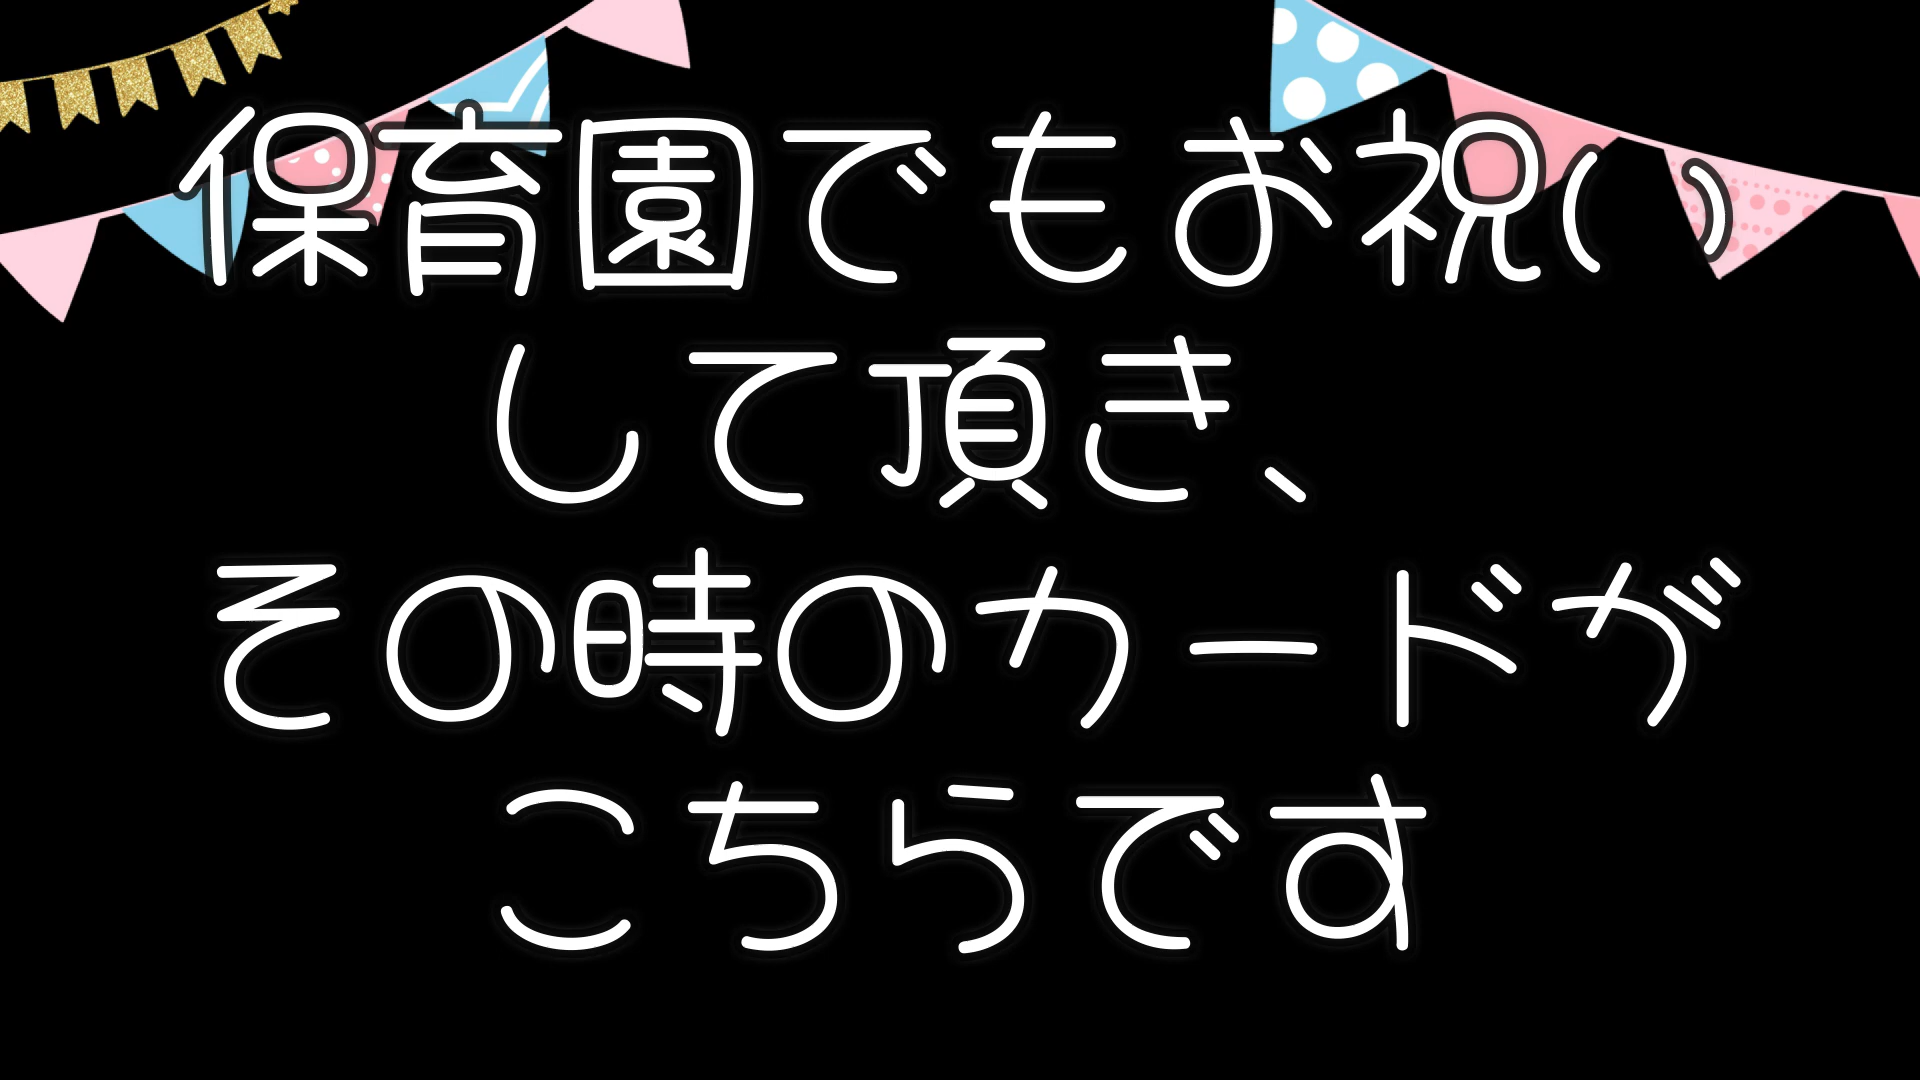 保育園でもお祝い
して頂き、
その時のカードが
こちらです